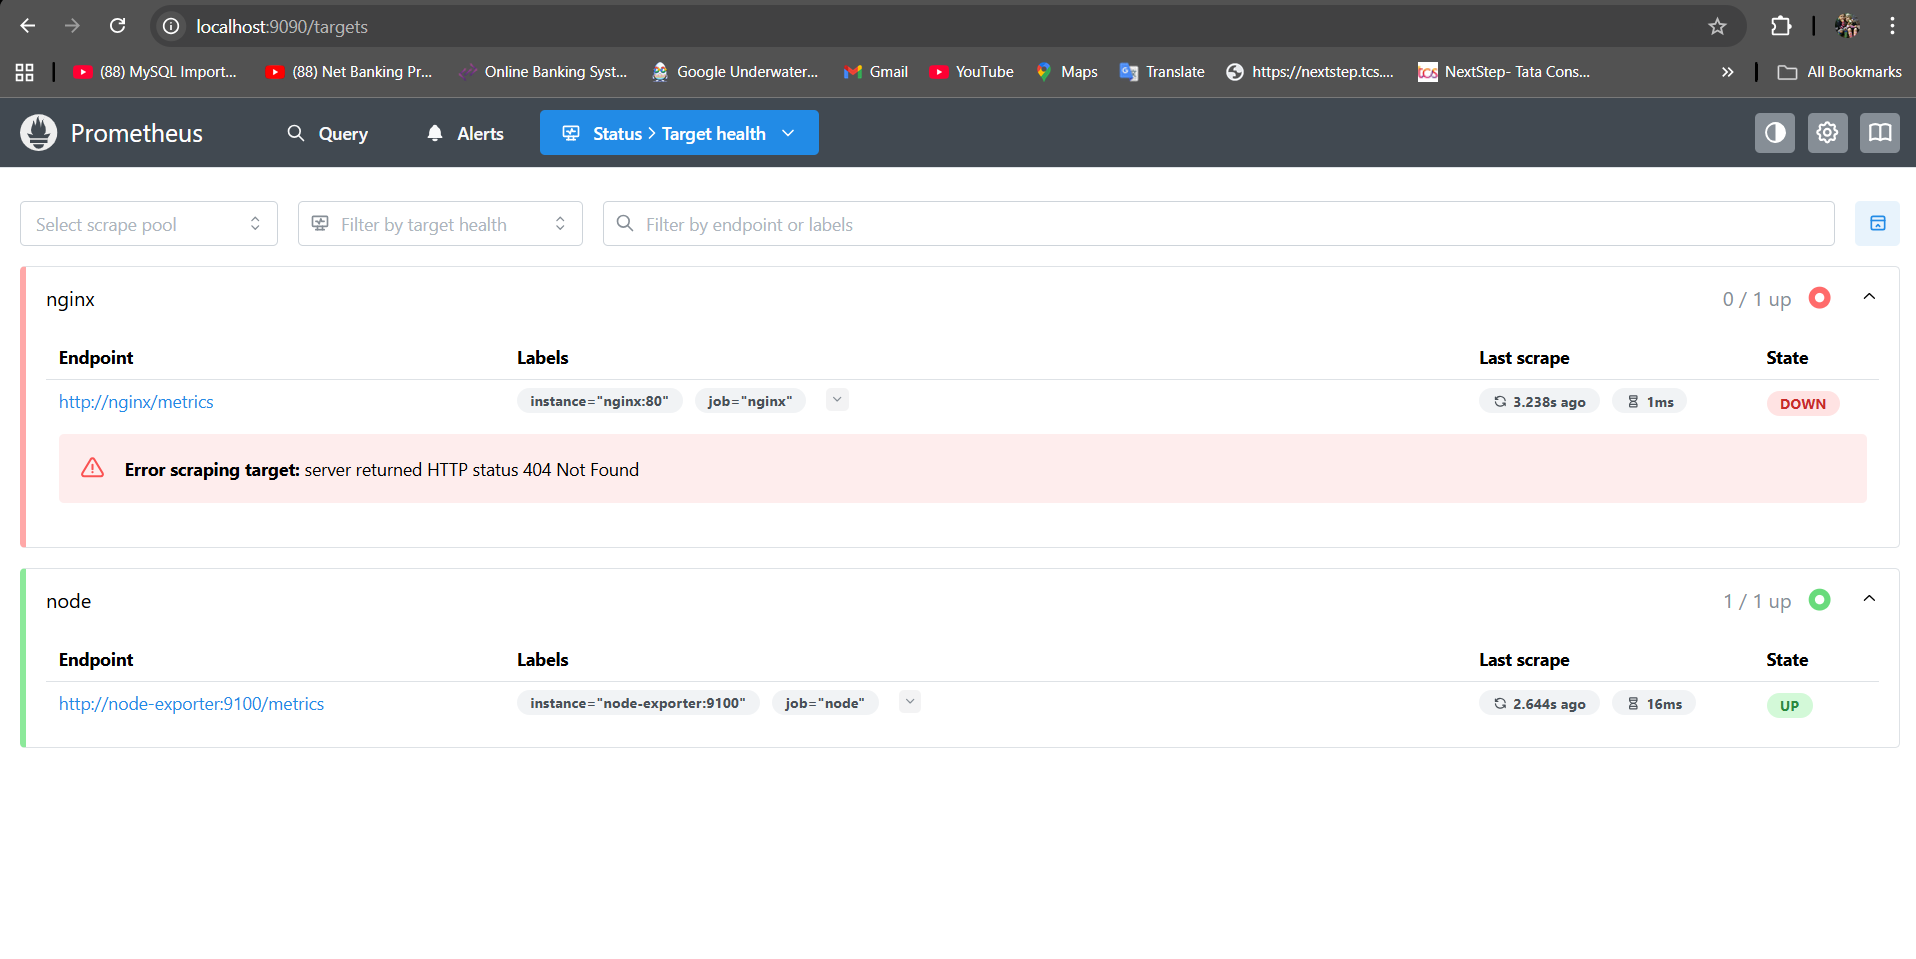 localhost:9090/targets
(88) MySQL Import...
(88) Net Banking Pr...
Online Banking Syst...
Google Underwater...
Gmail
YouTube
Maps
Translate
https://nextstep.tcs....
tcs
NextStep- Tata Cons...
All Bookmarks
Prometheus
Query
Alerts
Status > Target health
Select scrape pool
Filter by target health
Filter by endpoint or labels
nginx
0 / 1 up
Endpoint Labels Last scrape State
http://nginx/metrics instance="nginx:80" job="nginx" 3.238s ago 1ms DOWN
Error scraping target: server returned HTTP status 404 Not Found
node
1 / 1 up
Endpoint Labels Last scrape State
http://node-exporter:9100/metrics instance="node-exporter:9100" job="node" 2.644s ago 16ms UP